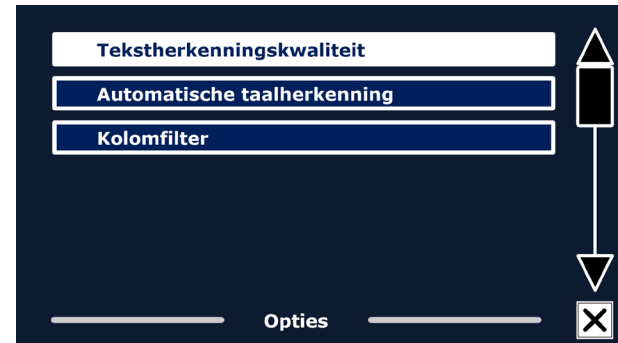 Tekstherkenningskwaliteit
Automatische taalherkenning
Kolomfilter
Opties